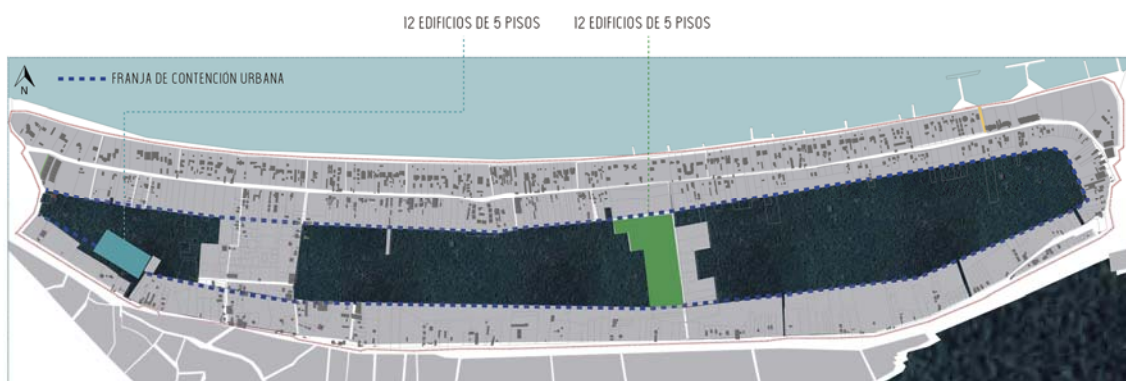 12 EDIFICIOS DE 5 PISOS
12 EDIFICIOS DE 5 PISOS
FRANJA DE CONTENCIÓN URBANA
N